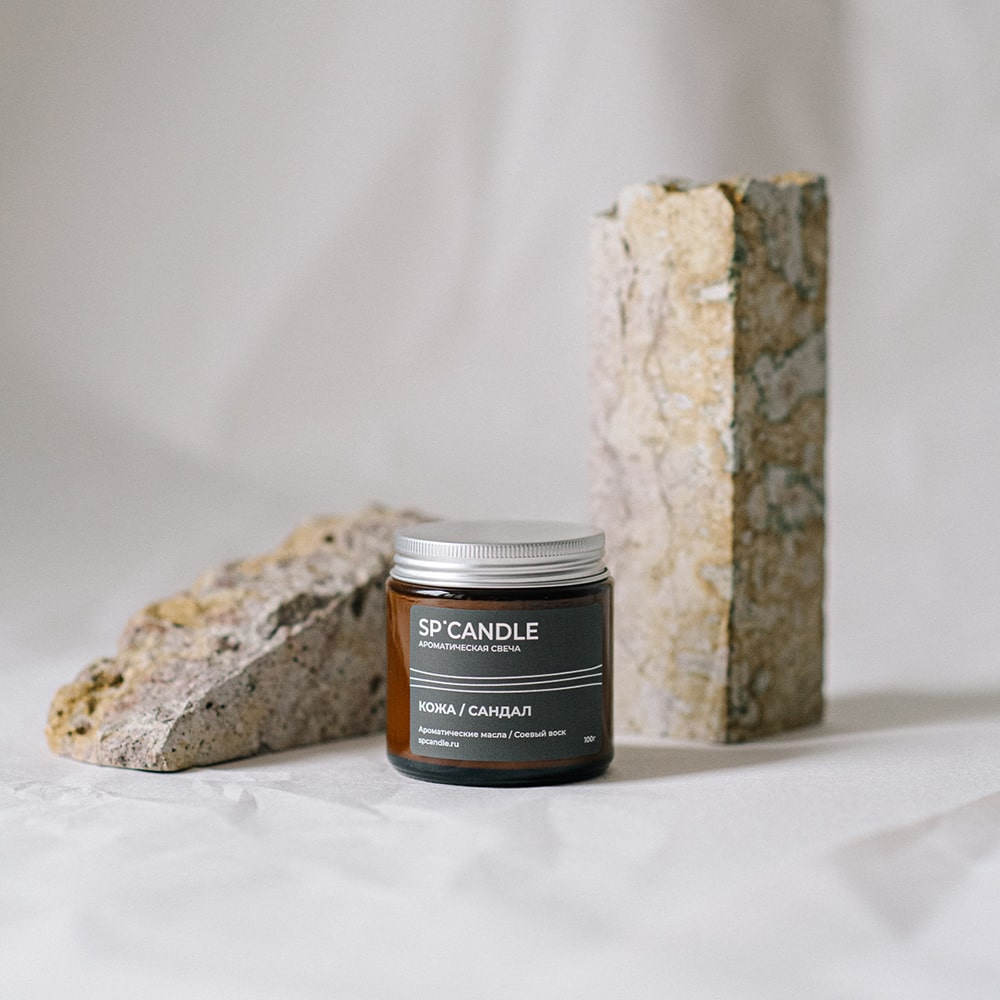 SP'CANDLE
АРОМАТИЧЕСКАЯ СВЕЧА
КОЖА / САНДАЛ
Ароматические масла / Соевый воск
spcandle.ru
100г